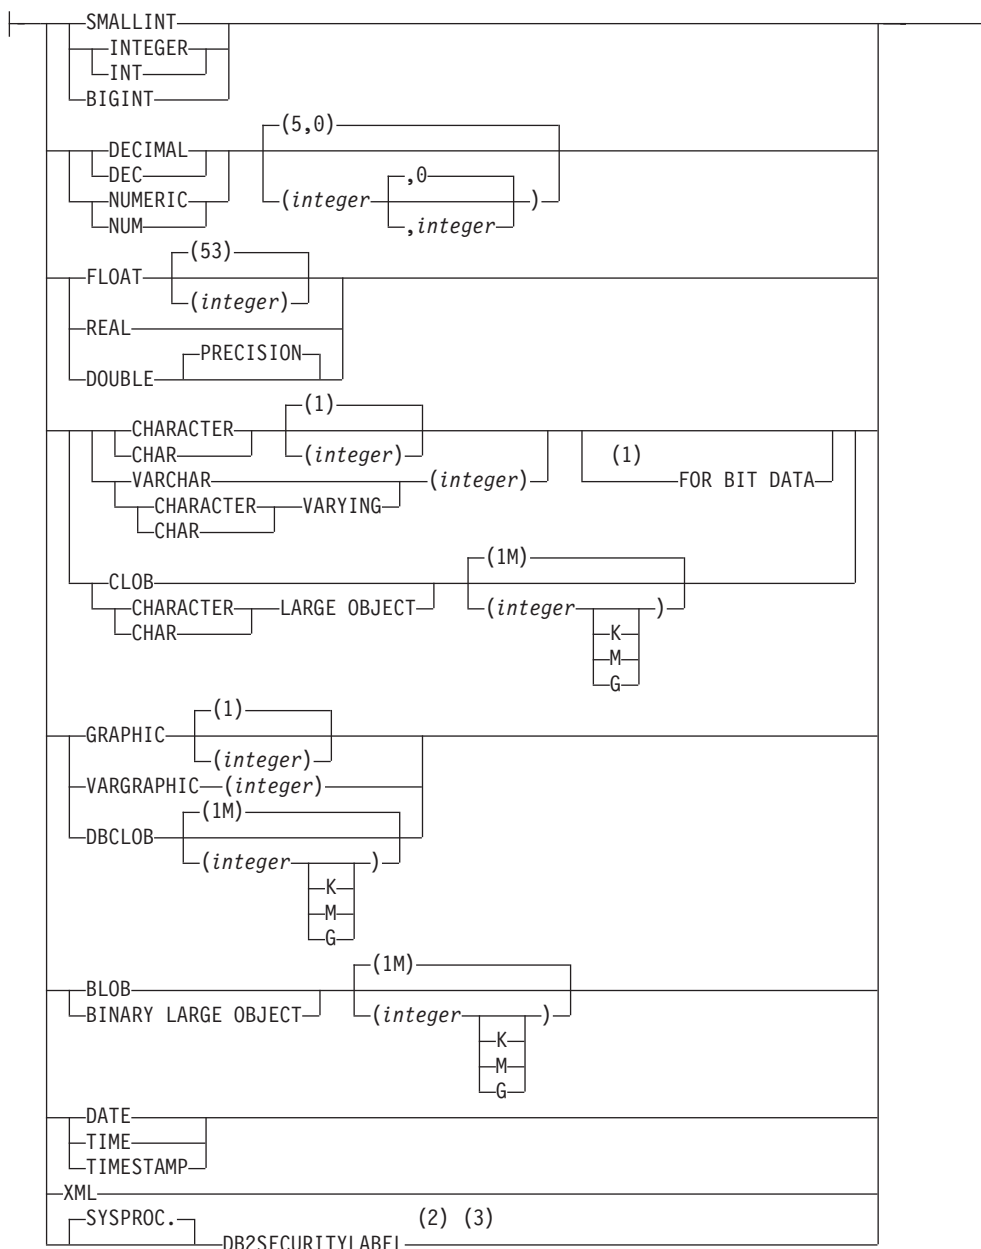 SMALLINT
INTEGER
INT
BIGINT
(5,0)
DECIMAL
DEC
,0
NUMERIC
(integer )
NUM
,integer
(53)
FLOAT
(integer)
REAL
PRECISION
DOUBLE
(1)
CHARACTER
CHAR
(integer)
(1)
VARCHAR
(integer)
FOR BIT DATA
CHARACTER
VARYING
CHAR
(1M)
CLOB
CHARACTER
LARGE OBJECT
(integer )
CHAR
K
M
G
(1)
GRAPHIC
(integer)
VARGRAPHIC (integer)
(1M)
DBCLOB
(integer )
K
M
G
(1M)
BLOB
BINARY LARGE OBJECT
(integer )
K
M
G
DATE
TIME
TIMESTAMP
XML
SYSPROC.
(2) (3)
DB2SECURITYLABEL